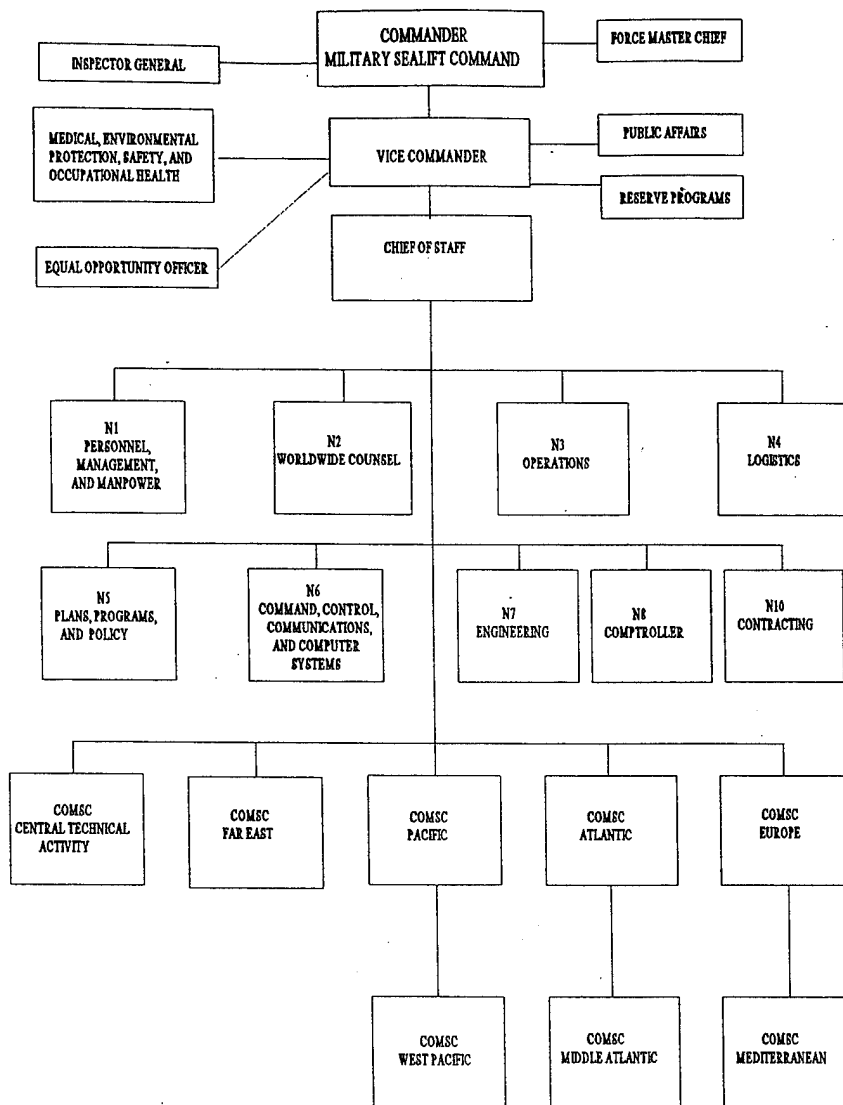 COMMANDER
MILITARY SEALIFT COMMAND
FORCE MASTER CHIEF
INSPECTOR GENERAL
MEDICAL, ENVIRONMENTAL
PROTECTION, SAFETY, AND
OCCUPATIONAL HEALTH
VICE COMMANDER
PUBLIC AFFAIRS
RESERVE PROGRAMS
CHIEF OF STAFF
EQUAL OPPORTUNITY OFFICER
N1
PERSONNEL,
MANAGEMENT,
AND MANPOWER
N2
WORLDWIDE COUNSEL
N3
OPERATIONS
N4
LOGISTICS
N5
PLANS, PROGRAMS,
AND POLICY
N6
COMMAND, CONTROL,
COMMUNICATIONS,
AND COMPUTER
SYSTEMS
N7
ENGINEERING
N8
COMPTROLLER
N10
CONTRACTING
COMSC
CENTRAL TECHNICAL
ACTIVITY
COMSC
FAR EAST
COMSC
PACIFIC
COMSC
ATLANTIC
COMSC
EUROPE
COMSC
WEST PACIFIC
COMSC
MIDDLE ATLANTIC
COMSC
MEDITERRANEAN